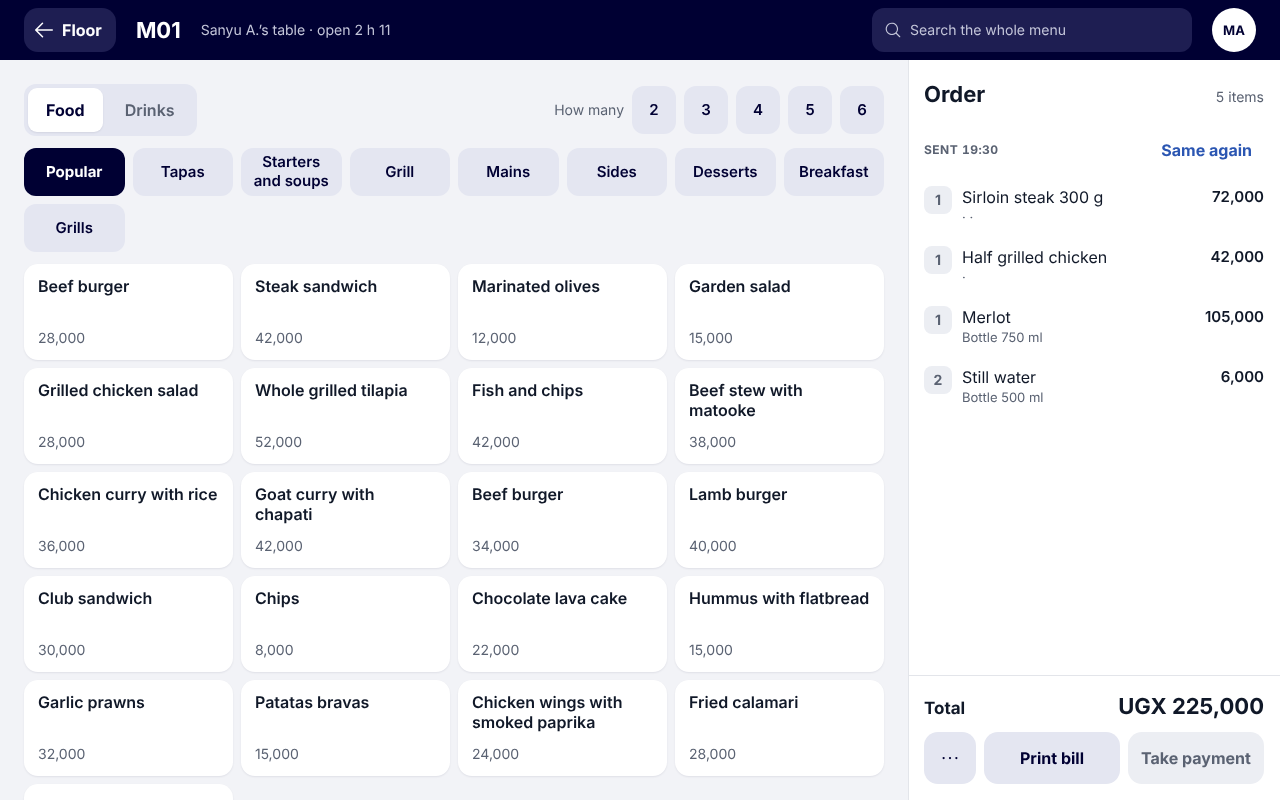 Floor
M01
Sanyu A.'s table · open 2 h 11
Search the whole menu
MA
Food
Drinks
How many
2
3
4
5
6
Popular
Tapas
Starters
and soups
Grill
Mains
Sides
Desserts
Breakfast
Grills
Beef burger
28,000
Steak sandwich
42,000
Marinated olives
12,000
Garden salad
15,000
Grilled chicken salad
28,000
Whole grilled tilapia
52,000
Fish and chips
42,000
Beef stew with
matooke
38,000
Chicken curry with rice
36,000
Goat curry with
chapati
42,000
Beef burger
34,000
Lamb burger
40,000
Club sandwich
30,000
Chips
8,000
Chocolate lava cake
22,000
Hummus with flatbread
15,000
Garlic prawns
32,000
Patatas bravas
15,000
Chicken wings with
smoked paprika
24,000
Fried calamari
28,000
Order
5 items
SENT 19:30
Same again
1
Sirloin steak 300 g
72,000
· ·
1
Half grilled chicken
42,000
·
1
Merlot
105,000
Bottle 750 ml
2
Still water
6,000
Bottle 500 ml
Total
UGX 225,000
···
Print bill
Take payment